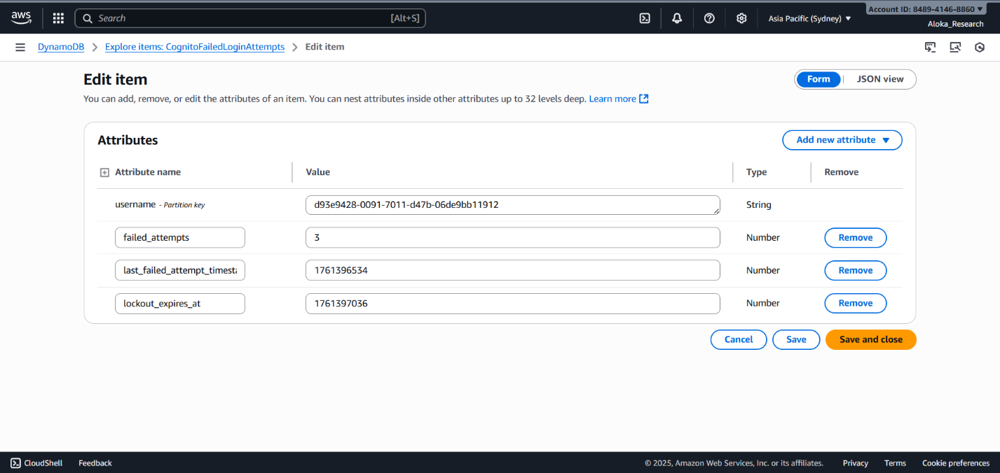 aws
Search [Alt+S]
Asia Pacific (Sydney)
Account ID: 8489-4146-8860
Aloka_Research
DynamoDB
Explore items: CognitoFailedLoginAttempts
Edit item
Edit item
Form
JSON view
You can add, remove, or edit the attributes of an item. You can nest attributes inside other attributes up to 32 levels deep. Learn more
Attributes
Add new attribute
Attribute name Value Type Remove
username - Partition key d93e9428-0091-7011-d47b-06de9bb11912 String
failed_attempts 3 Number Remove
last_failed_attempt_timesta 1761396534 Number Remove
lockout_expires_at 1761397036 Number Remove
Cancel Save Save and close
CloudShell Feedback © 2025, Amazon Web Services, Inc. or its affiliates. Privacy Terms Cookie preferences